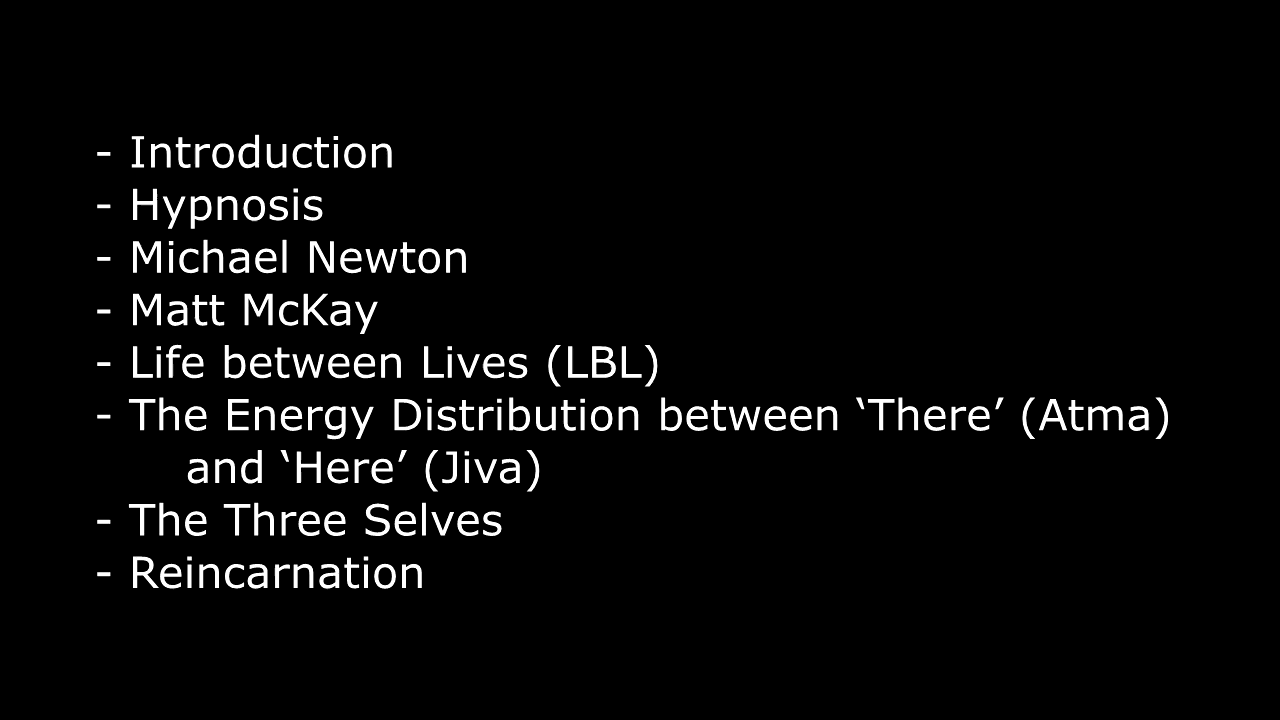 - Introduction
- Hypnosis
- Michael Newton
- Matt McKay
- Life between Lives (LBL)
- The Energy Distribution between ‘There’ (Atma)
and ‘Here’ (Jiva)
- The Three Selves
- Reincarnation